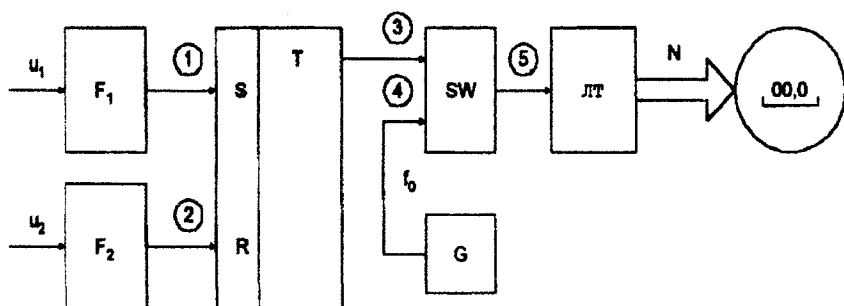 u₁
F₁
①
S
T
③
④
SW
⑤
ЛТ
N
00,0
u₂
F₂
②
R
f₀
G